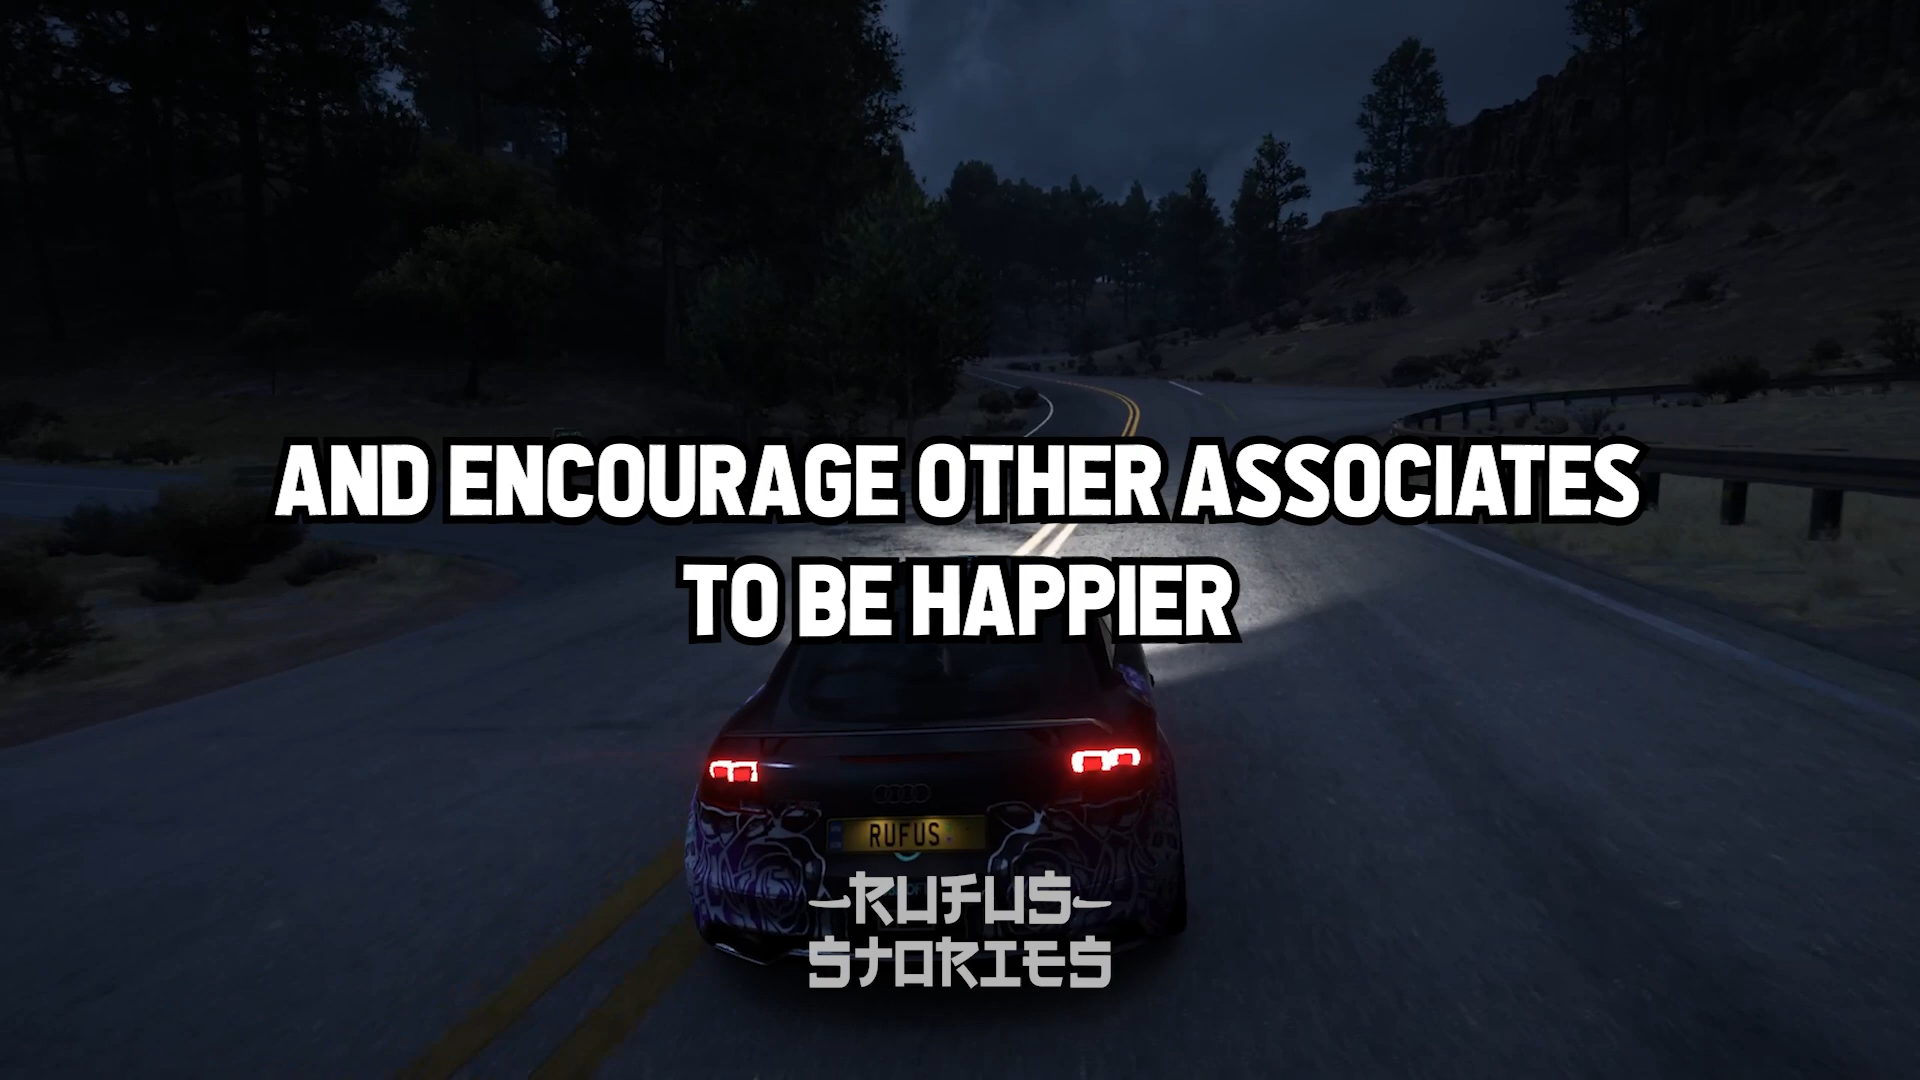 AND ENCOURAGE OTHER ASSOCIATES
TO BE HAPPIER
RUFUS
RUFUS
STORIES